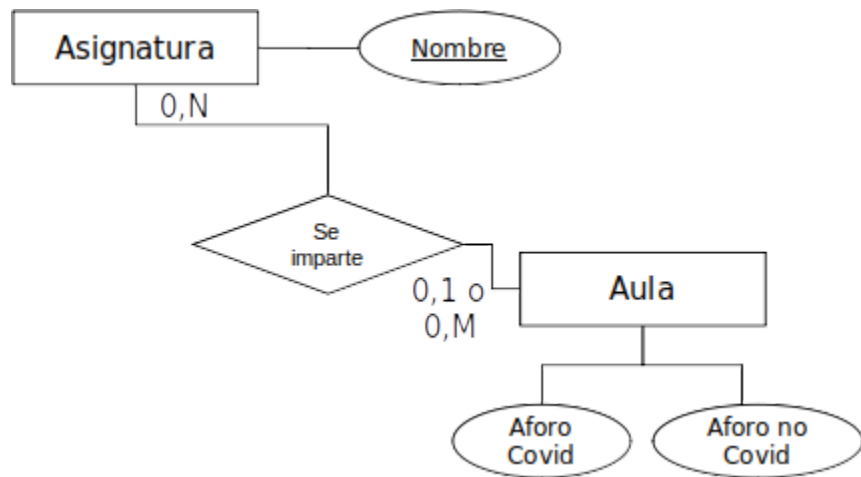 Asignatura
Nombre
0,N
Se
imparte
0,1 o
0,M
Aula
Aforo
Covid
Aforo no
Covid